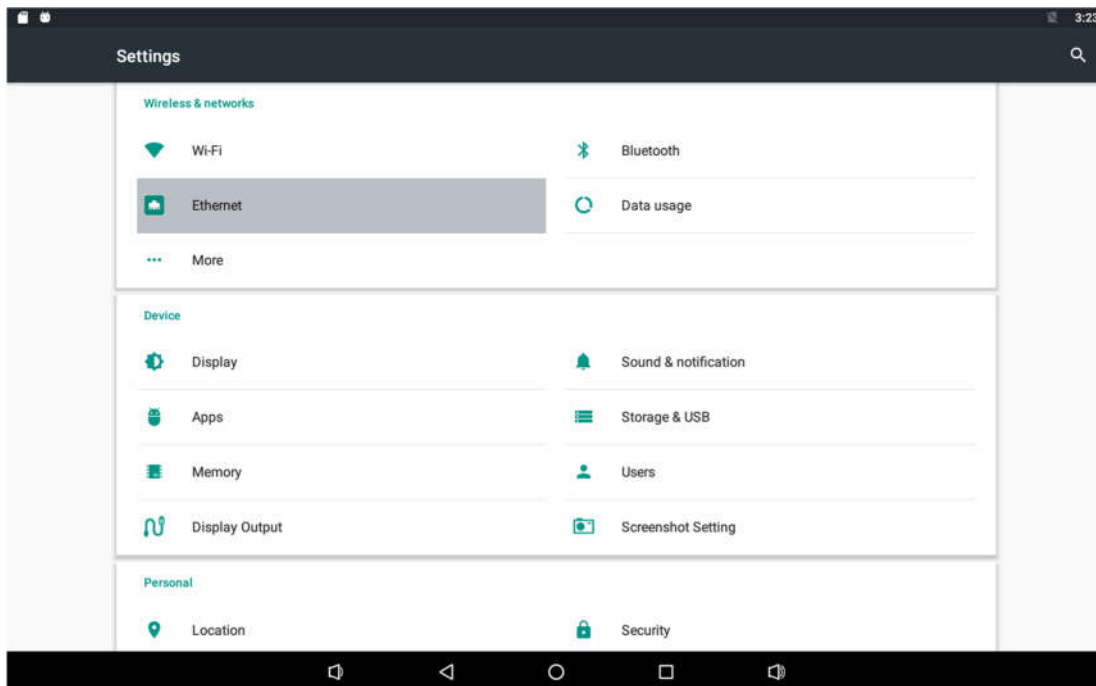 3:23
Settings
Wireless & networks
Wi-Fi
Bluetooth
Ethernet
Data usage
More
Device
Display
Sound & notification
Apps
Storage & USB
Memory
Users
Display Output
Screenshot Setting
Personal
Location
Security